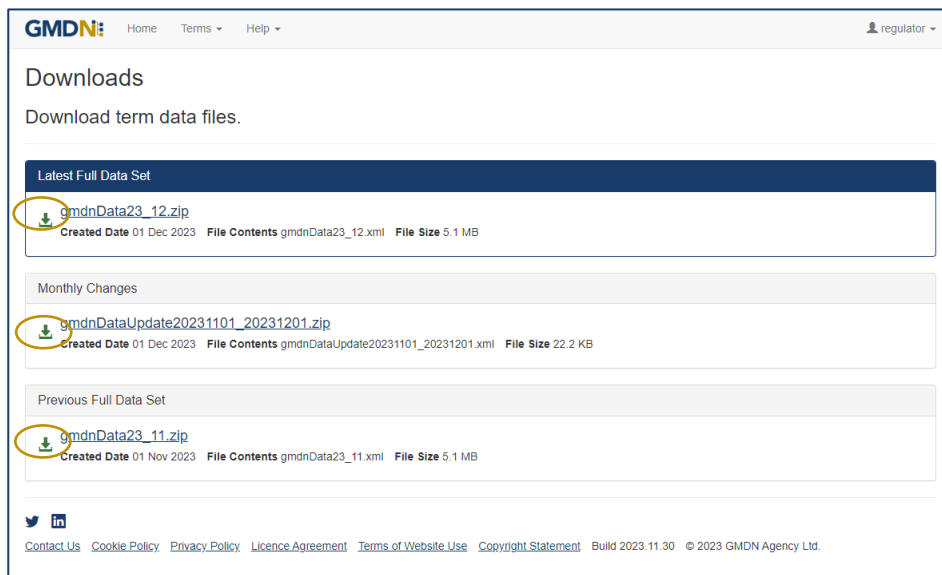 GMDN Home Terms Help regulator
Downloads
Download term data files.
Latest Full Data Set
gmdnData23_12.zip
Created Date 01 Dec 2023 File Contents gmdnData23_12.xml File Size 5.1 MB
Monthly Changes
gmdnDataUpdate20231101_20231201.zip
Created Date 01 Dec 2023 File Contents gmdnDataUpdate20231101_20231201.xml File Size 22.2 KB
Previous Full Data Set
gmdnData23_11.zip
Created Date 01 Nov 2023 File Contents gmdnData23_11.xml File Size 5.1 MB
in
Contact Us Cookie Policy Privacy Policy Licence Agreement Terms of Website Use Copyright Statement Build 2023.11.30 © 2023 GMDN Agency Ltd.